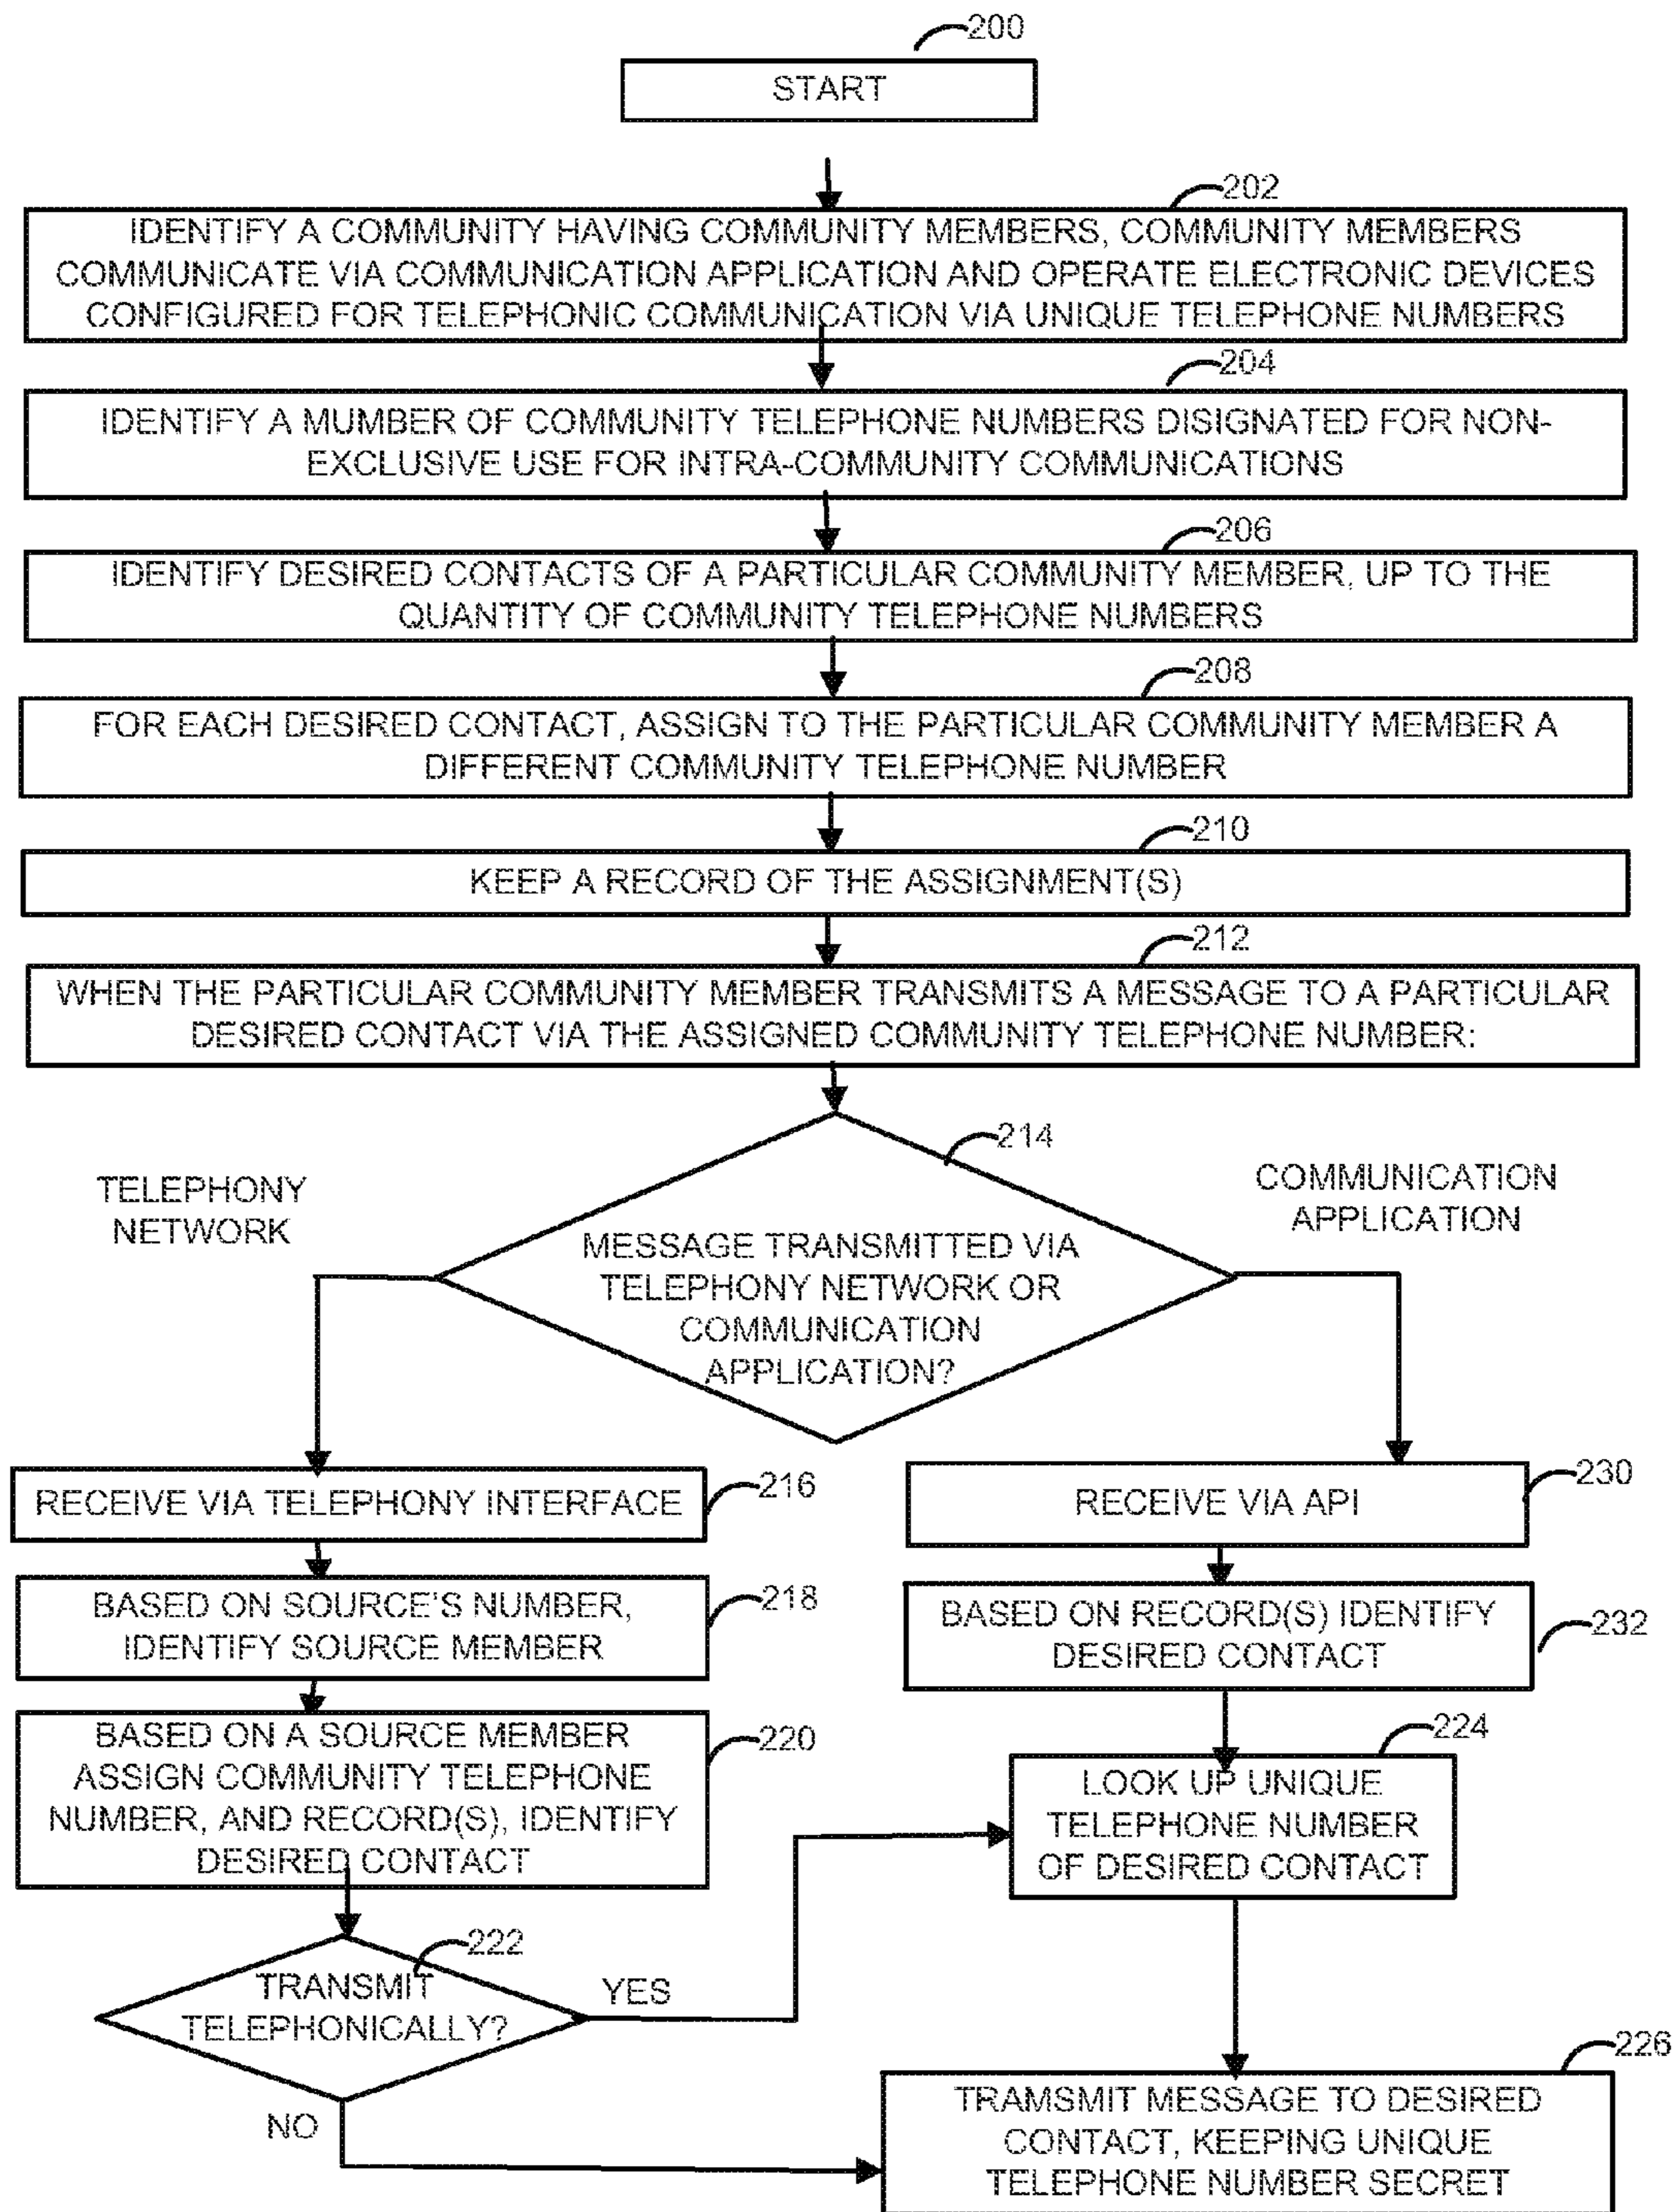 200
START
202
IDENTIFY A COMMUNITY HAVING COMMUNITY MEMBERS, COMMUNITY MEMBERS
COMMUNICATE VIA COMMUNICATION APPLICATION AND OPERATE ELECTRONIC DEVICES
CONFIGURED FOR TELEPHONIC COMMUNICATION VIA UNIQUE TELEPHONE NUMBERS
204
IDENTIFY A MUMBER OF COMMUNITY TELEPHONE NUMBERS DISIGNATED FOR NON-
EXCLUSIVE USE FOR INTRA-COMMUNITY COMMUNICATIONS
206
IDENTIFY DESIRED CONTACTS OF A PARTICULAR COMMUNITY MEMBER, UP TO THE
QUANTITY OF COMMUNITY TELEPHONE NUMBERS
208
FOR EACH DESIRED CONTACT, ASSIGN TO THE PARTICULAR COMMUNITY MEMBER A
DIFFERENT COMMUNITY TELEPHONE NUMBER
210
KEEP A RECORD OF THE ASSIGNMENT(S)
212
WHEN THE PARTICULAR COMMUNITY MEMBER TRANSMITS A MESSAGE TO A PARTICULAR
DESIRED CONTACT VIA THE ASSIGNED COMMUNITY TELEPHONE NUMBER:
214
TELEPHONY
NETWORK
COMMUNICATION
APPLICATION
MESSAGE TRANSMITTED VIA
TELEPHONY NETWORK OR
COMMUNICATION
APPLICATION?
RECEIVE VIA TELEPHONY INTERFACE
216
BASED ON SOURCE'S NUMBER,
IDENTIFY SOURCE MEMBER
218
BASED ON A SOURCE MEMBER
ASSIGN COMMUNITY TELEPHONE
NUMBER, AND RECORD(S), IDENTIFY
DESIRED CONTACT
220
222
TRANSMIT
TELEPHONICALLY?
YES
NO
RECEIVE VIA API
230
BASED ON RECORD(S) IDENTIFY
DESIRED CONTACT
232
224
LOOK UP UNIQUE
TELEPHONE NUMBER
OF DESIRED CONTACT
226
TRAMSMIT MESSAGE TO DESIRED
CONTACT, KEEPING UNIQUE
TELEPHONE NUMBER SECRET